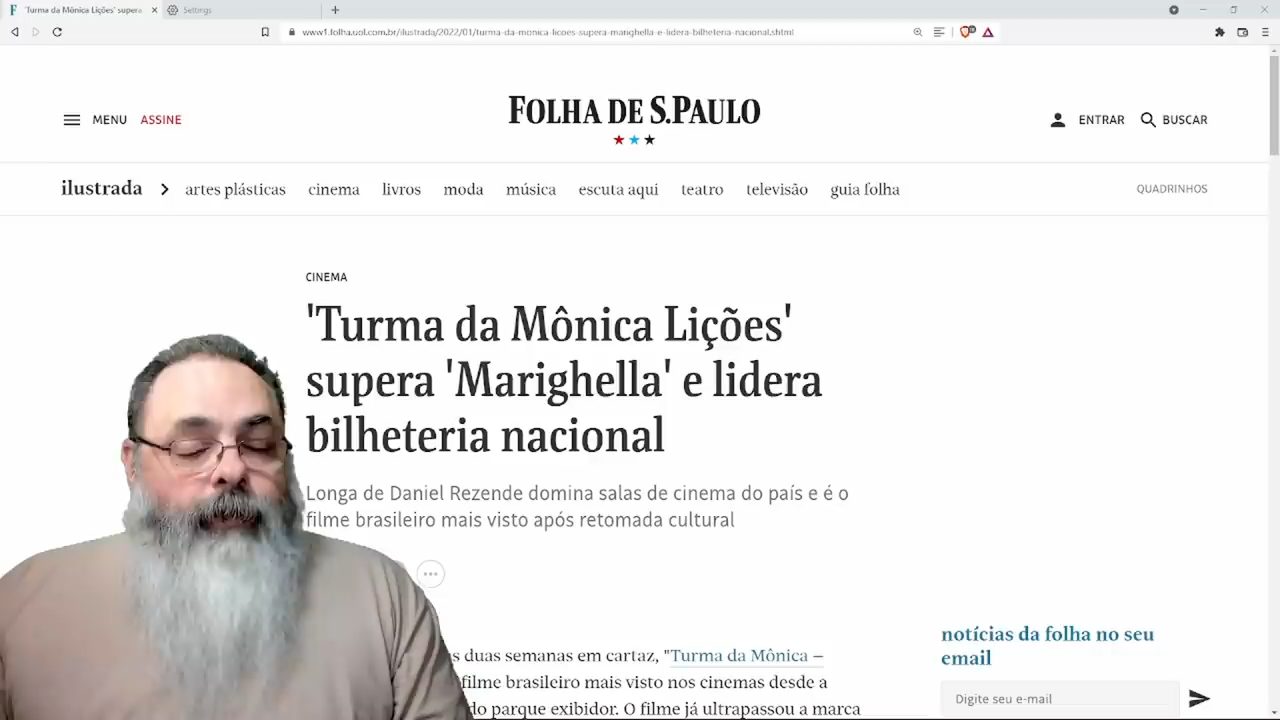 'Turma da Mônica Lições' supera
Settings
www1.folha.uol.com.br/ilustrada/2022/01/turma-da-monica-licoes-supera-marighella-e-lidera-bilheteria-nacional.shtml
MENU
ASSINE
FOLHA DE S.PAULO
ENTRAR
BUSCAR
ilustrada
artes plásticas
cinema
livros
moda
música
escuta aqui
teatro
televisão
guia folha
QUADRINHOS
CINEMA
'Turma da Mônica Lições'
supera 'Marighella' e lidera
bilheteria nacional
Longa de Daniel Rezende domina salas de cinema do país e é o
filme brasileiro mais visto após retomada cultural
s duas semanas em cartaz, "Turma da Mônica –
filme brasileiro mais visto nos cinemas desde a
do parque exibidor. O filme já ultrapassou a marca
notícias da folha no seu
email
Digite seu e-mail